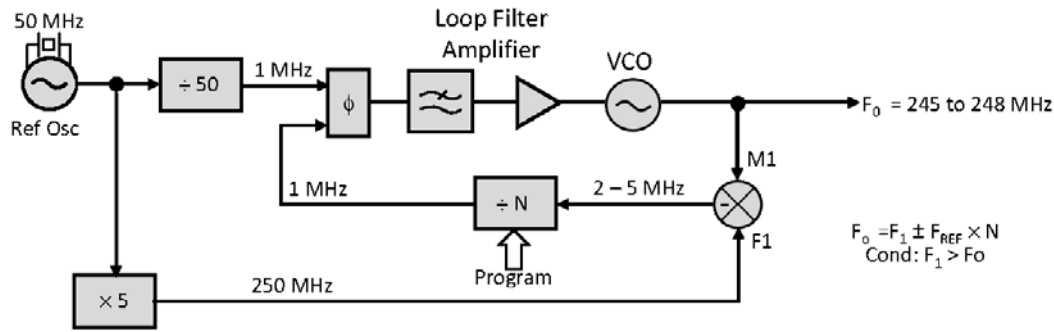 50 MHz
Ref Osc
÷ 50
1 MHz
ϕ
Loop Filter
Amplifier
VCO
F₀ = 245 to 248 MHz
M1
1 MHz
÷ N
2 – 5 MHz
-
F1
Program
× 5
250 MHz
Fₒ =F₁ ± F_REF × N
Cond: F₁ > Fo